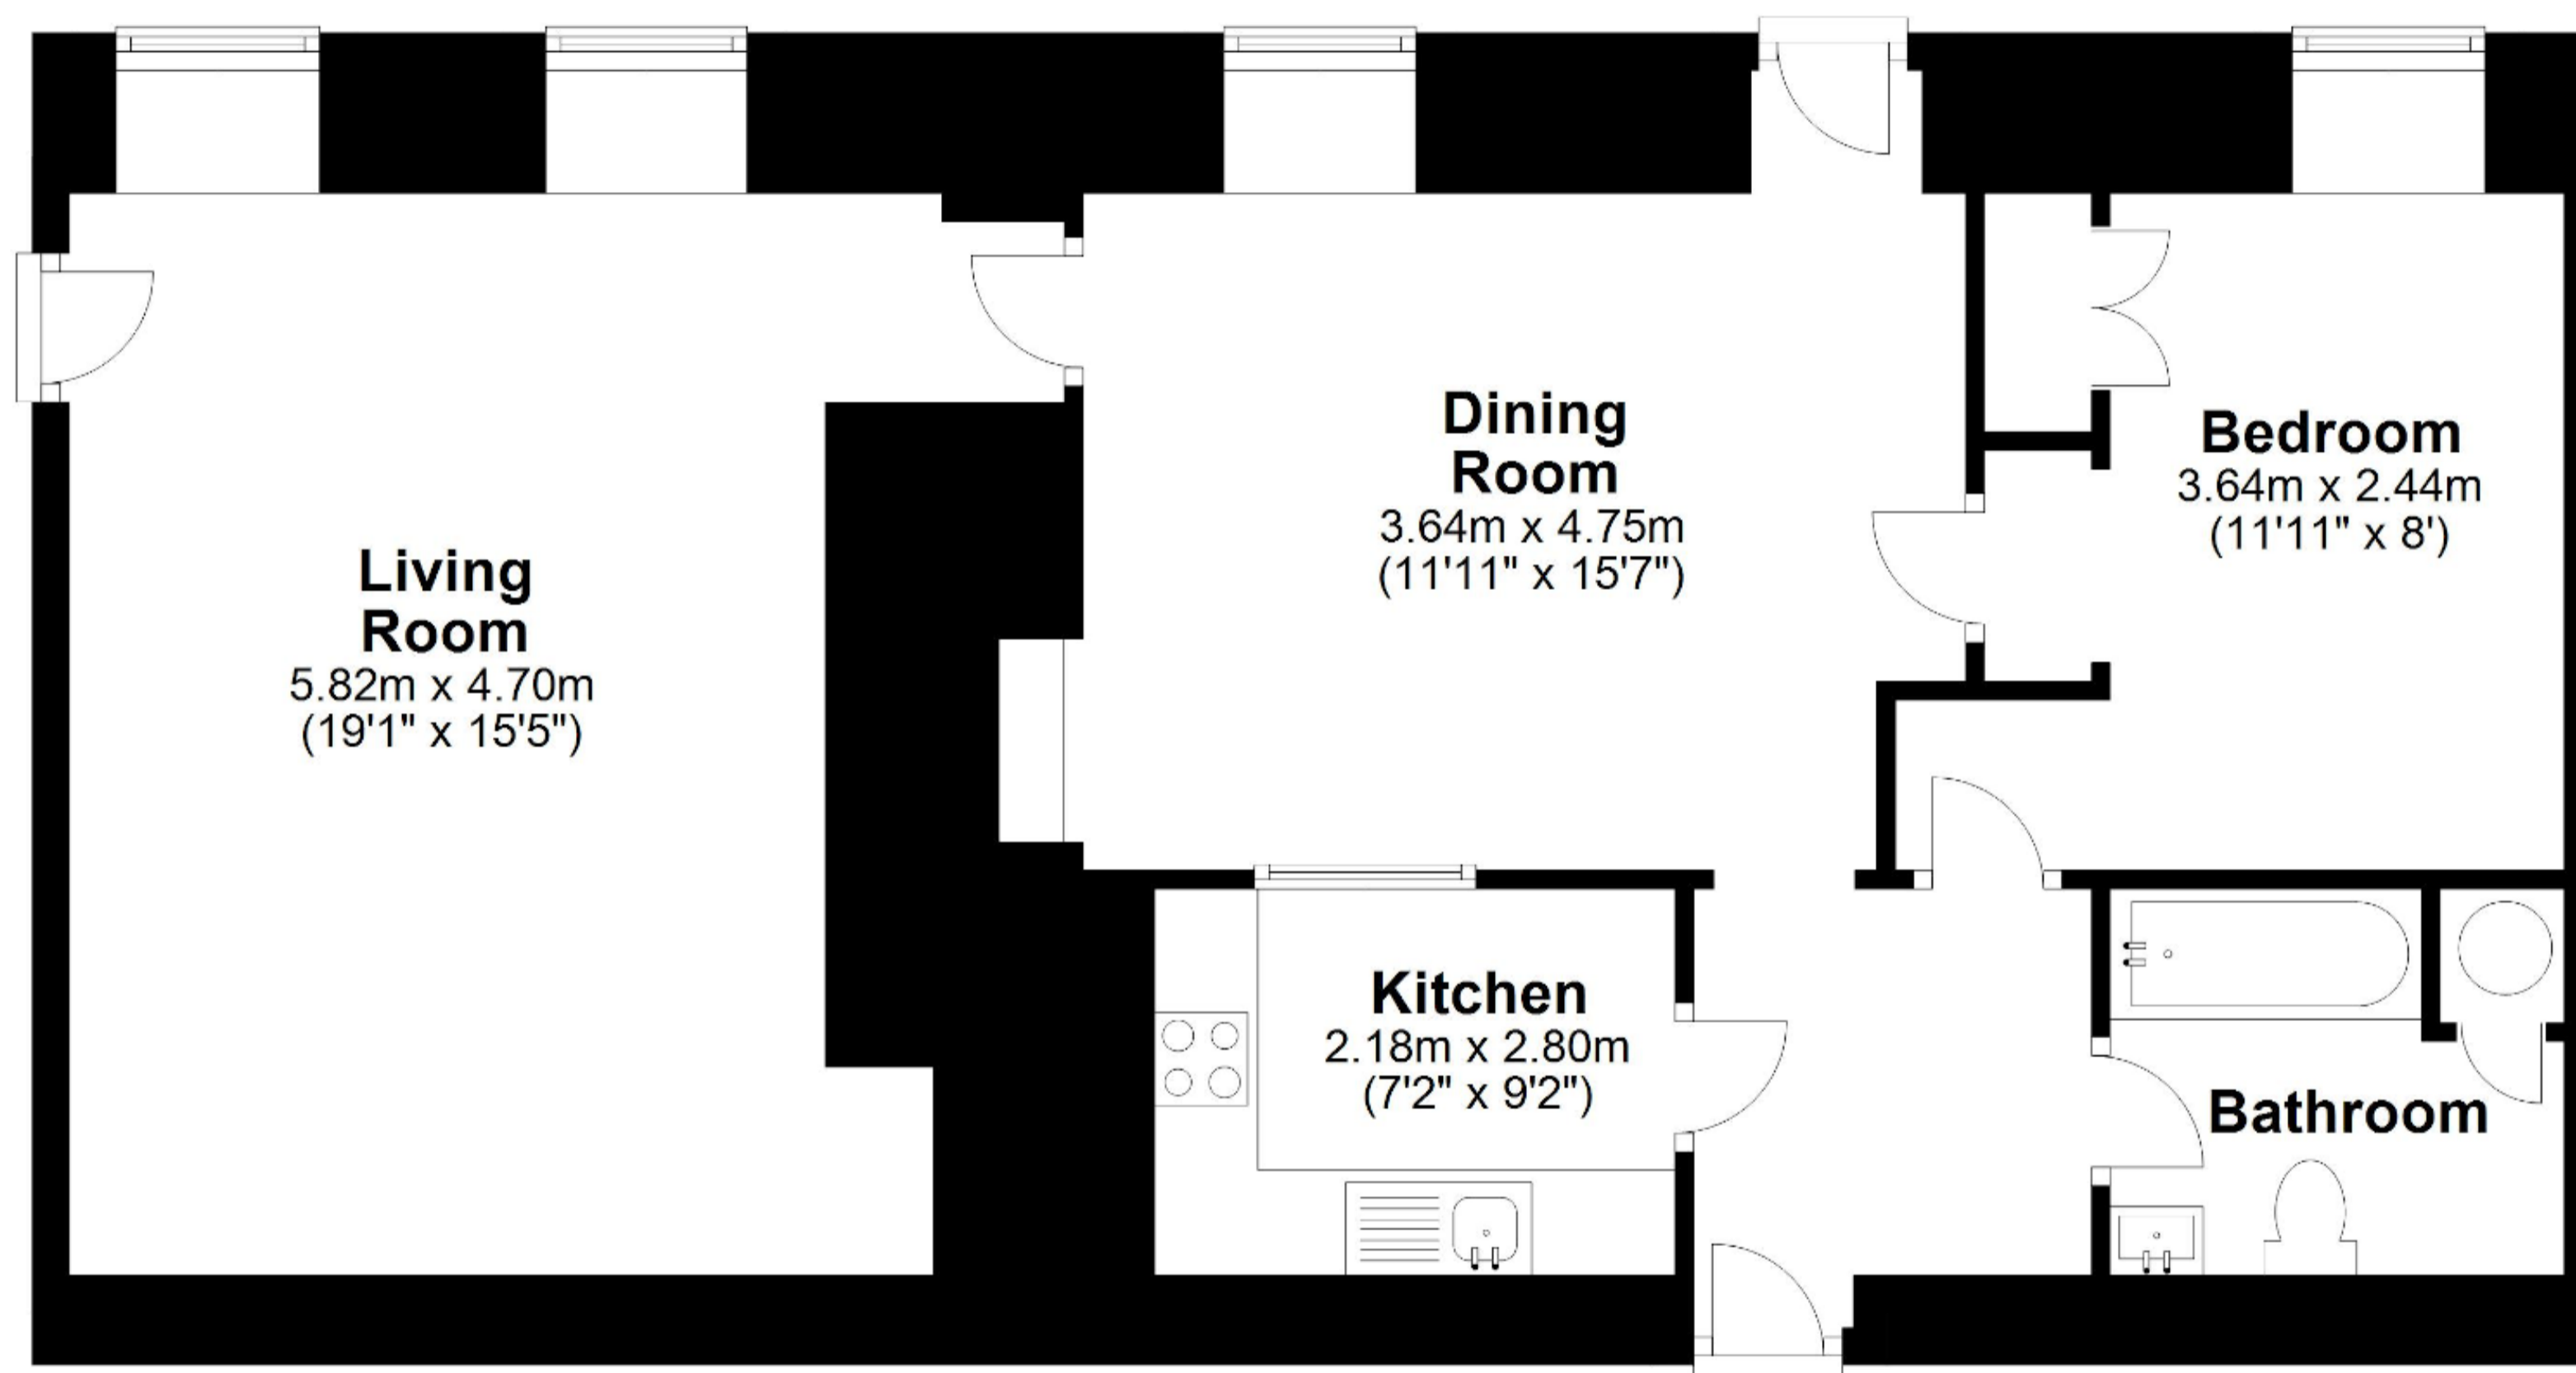 Living
Room
5.82m x 4.70m
(19'1" x 15'5")
Dining
Room
3.64m x 4.75m
(11'11" x 15'7")
Bedroom
3.64m x 2.44m
(11'11" x 8')
Kitchen
2.18m x 2.80m
(7'2" x 9'2")
Bathroom